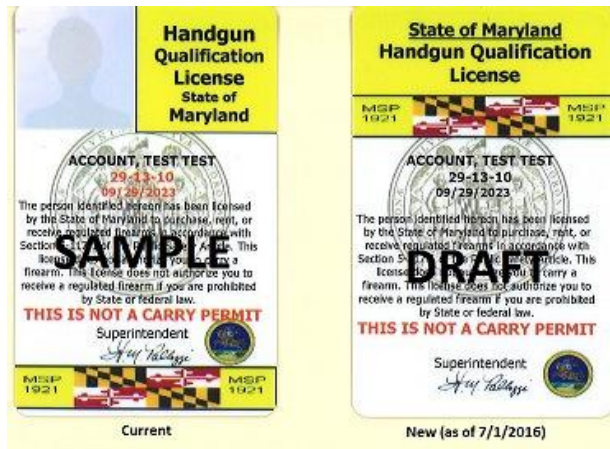 Handgun
Qualification
License
State of
Maryland
ACCOUNT, TEST TEST
29-13-10
09/29/2023
The person identified hereon has been licensed
by the State of Maryland to purchase, rent, or
receive regulated firearms in accordance with
Section
SAMPLE
This
firearm. This license does not authorize you to
receive a regulated firearm if you are prohibited
by State or federal law.
THIS IS NOT A CARRY PERMIT
Superintendent
MSP
1921
MSP
1921
Current
State of Maryland
Handgun Qualification
License
MSP
1921
MSP
1921
ACCOUNT, TEST TEST
29-13-10
09/29/2023
The person identified hereon has been licensed
by the State of Maryland to purchase, rent, or
receive regulated firearms in accordance with
Section
DRAFT
Article. This
carry a
firearm. This license does not authorize you to
receive a regulated firearm if you are prohibited
by State or federal law.
THIS IS NOT A CARRY PERMIT
Superintendent
New (as of 7/1/2016)